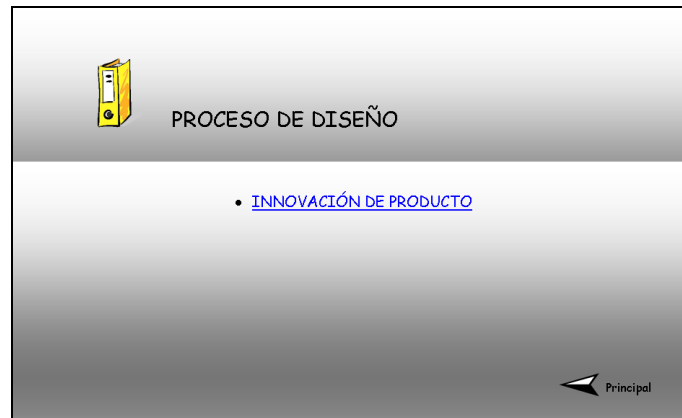 PROCESO DE DISEÑO
• INNOVACIÓN DE PRODUCTO
Principal